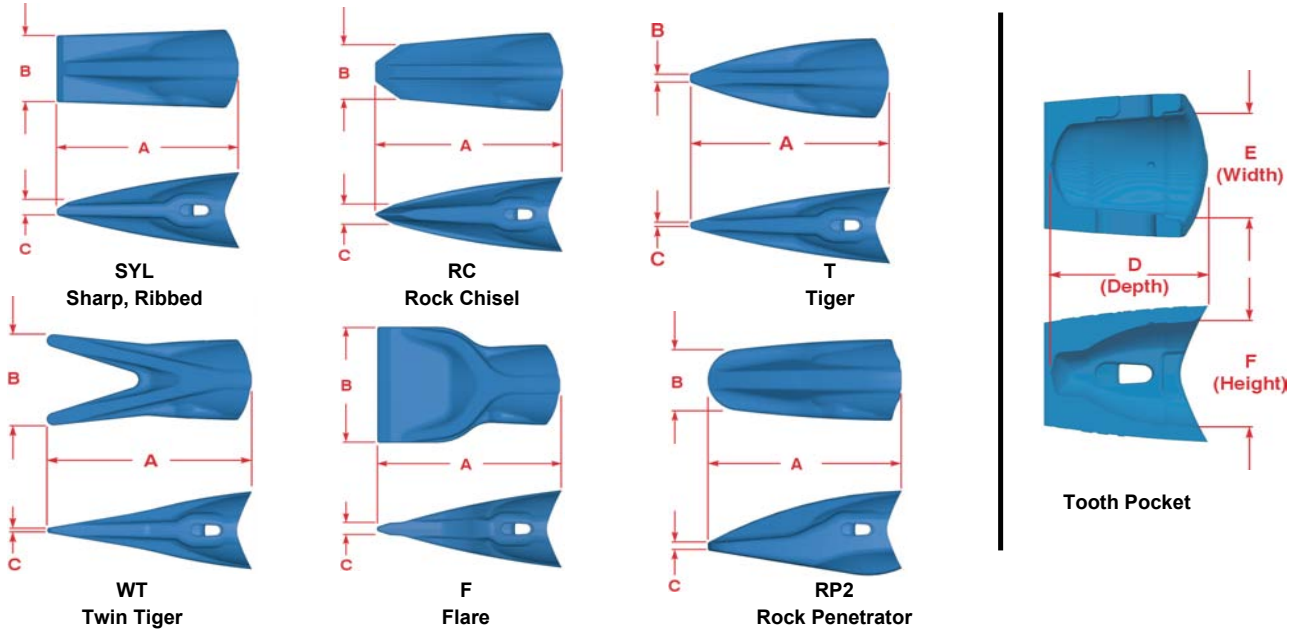 B
A
C
SYL
Sharp, Ribbed
B
A
C
RC
Rock Chisel
B
A
C
T
Tiger
B
A
C
WT
Twin Tiger
B
A
C
F
Flare
B
A
C
RP2
Rock Penetrator
E
(Width)
D
(Depth)
F
(Height)
Tooth Pocket